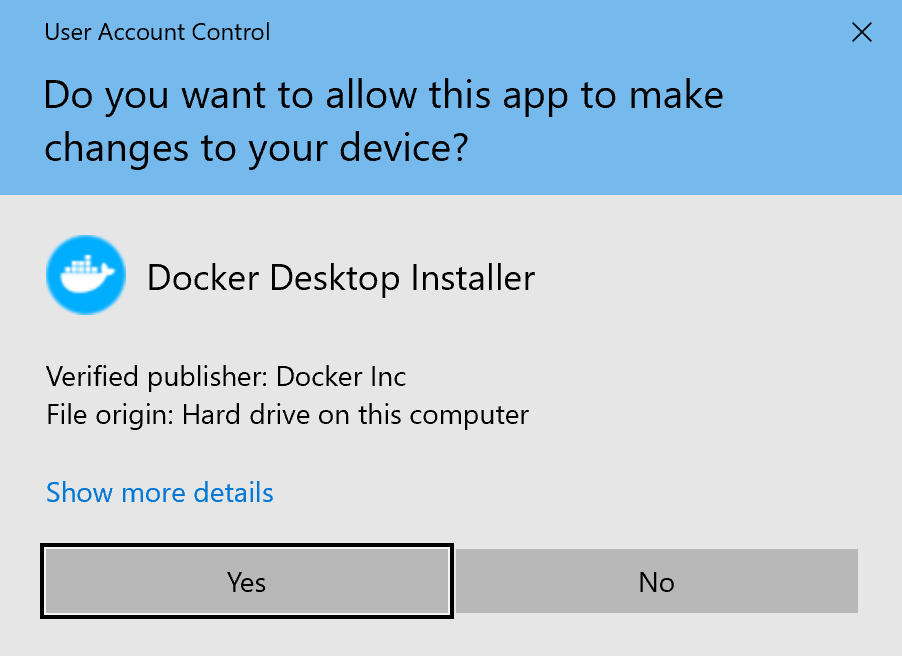 User Account Control
Do you want to allow this app to make
changes to your device?
Docker Desktop Installer
Verified publisher: Docker Inc
File origin: Hard drive on this computer
Show more details
Yes
No